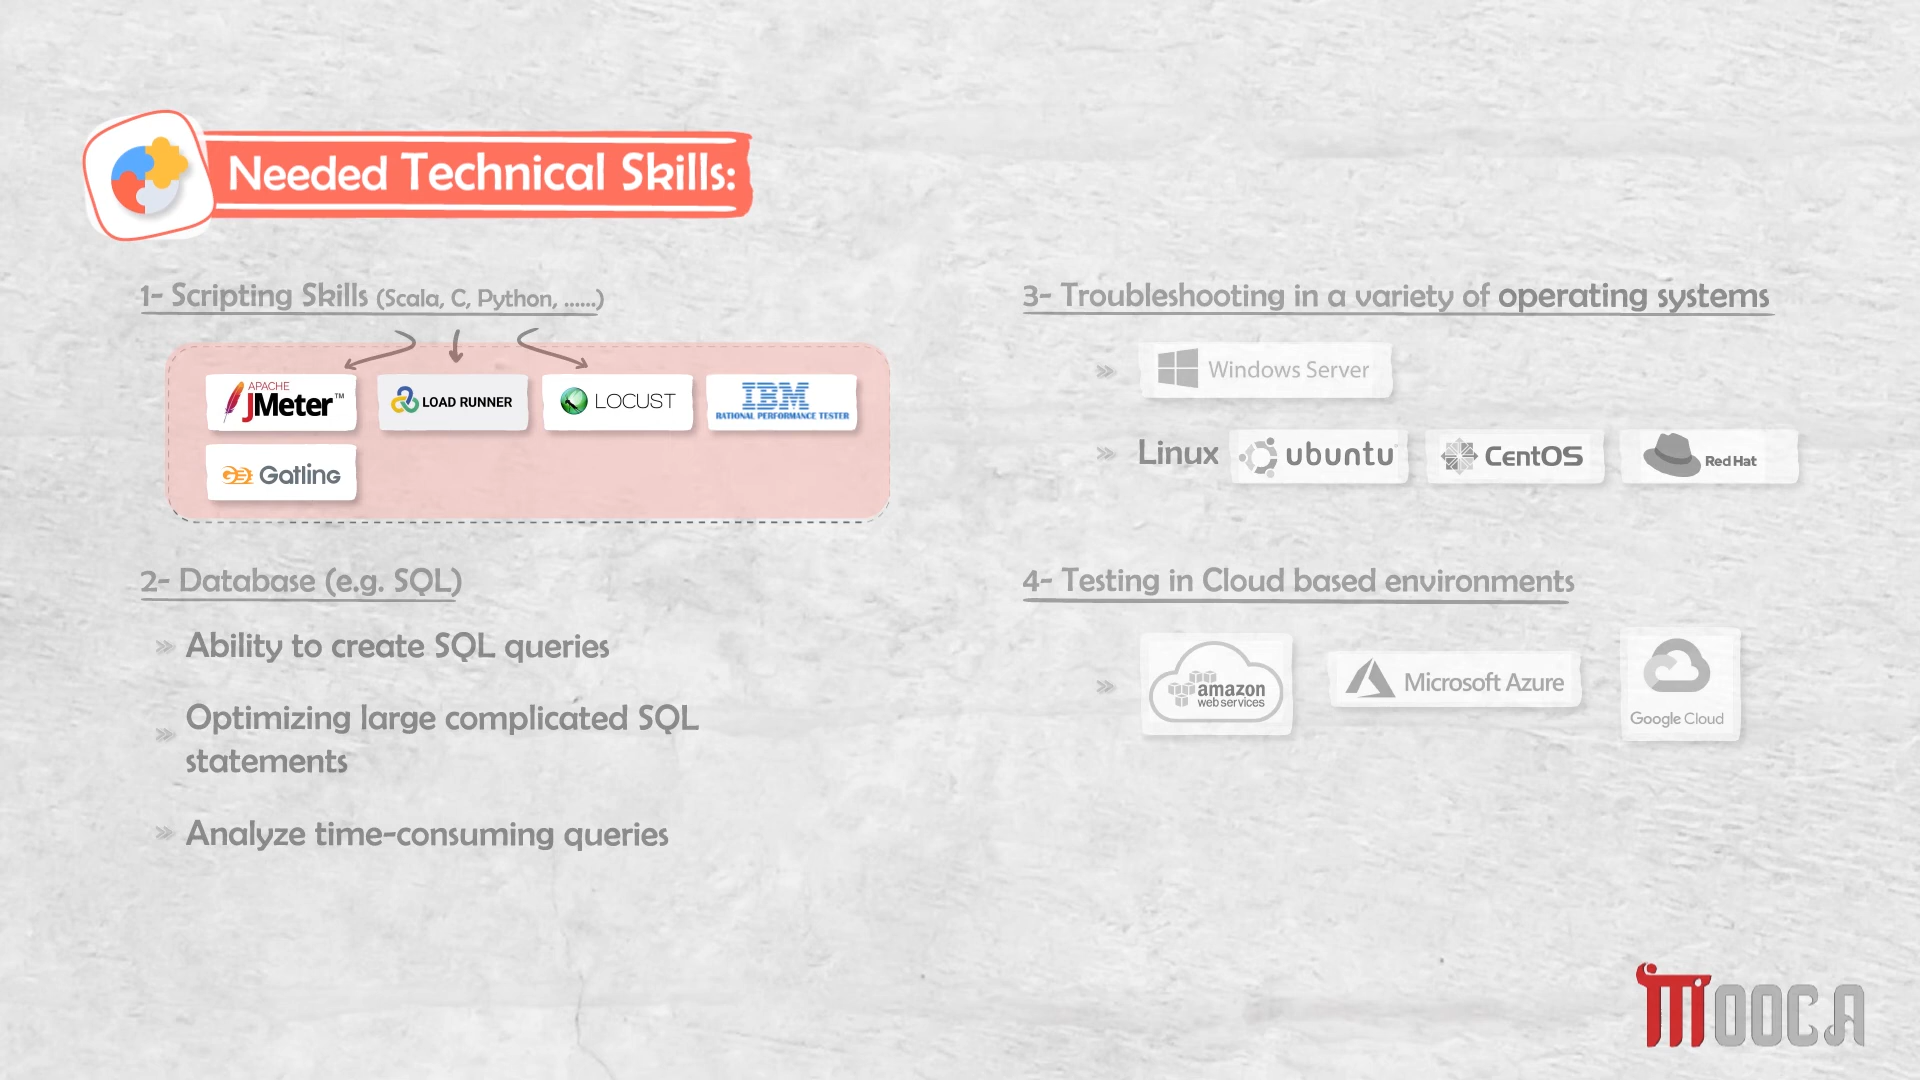 Needed Technical Skills:
1- Scripting Skills (Scala, C, Python, ......)
APACHE
JMeter™
LOAD RUNNER
LOCUST
IBM
RATIONAL PERFORMANCE TESTER
Gatling
2- Database (e.g. SQL)
» Ability to create SQL queries
» Optimizing large complicated SQL
statements
» Analyze time-consuming queries
3- Troubleshooting in a variety of operating systems
» Windows Server
» Linux ubuntu CentOS Red Hat
4- Testing in Cloud based environments
» amazon
webservices
Microsoft Azure
Google Cloud
MOOCA